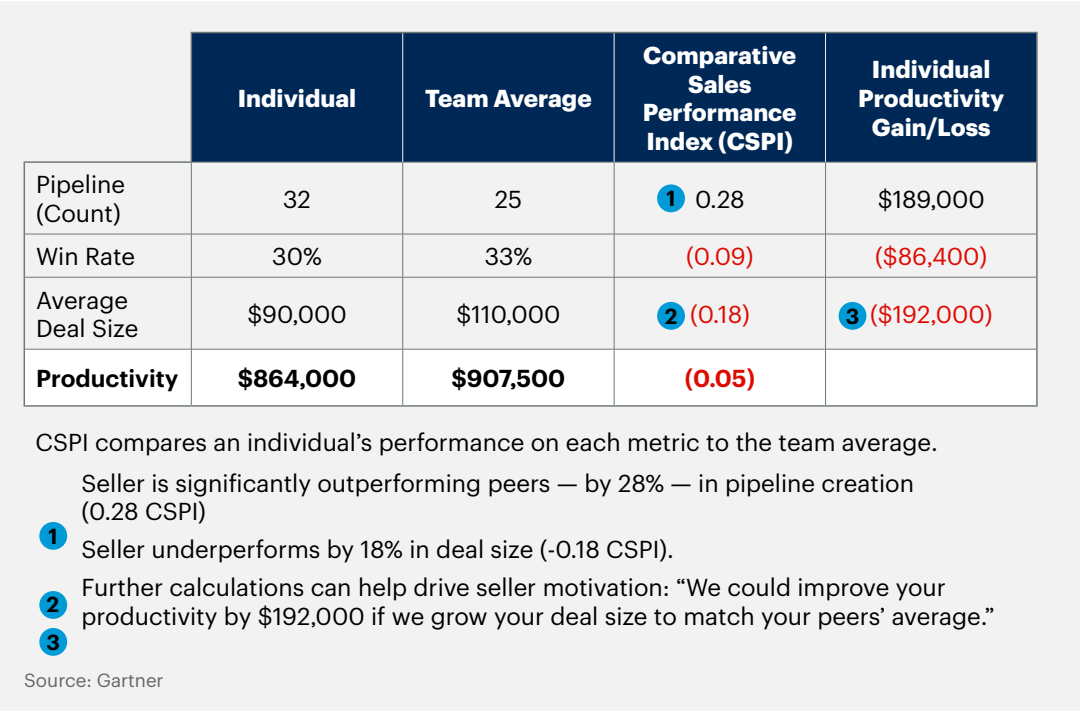 Individual
Team Average
Comparative
Sales
Performance
Index (CSPI)
Individual
Productivity
Gain/Loss
Pipeline
(Count)
32
25
1 0.28
$189,000
Win Rate
30%
33%
(0.09)
($86,400)
Average
Deal Size
$90,000
$110,000
2 (0.18)
3 ($192,000)
Productivity
$864,000
$907,500
(0.05)
CSPI compares an individual’s performance on each metric to the team average.
Seller is significantly outperforming peers — by 28% — in pipeline creation
(0.28 CSPI)
1
Seller underperforms by 18% in deal size (-0.18 CSPI).
Further calculations can help drive seller motivation: “We could improve your
2
productivity by $192,000 if we grow your deal size to match your peers’ average.”
3
Source: Gartner